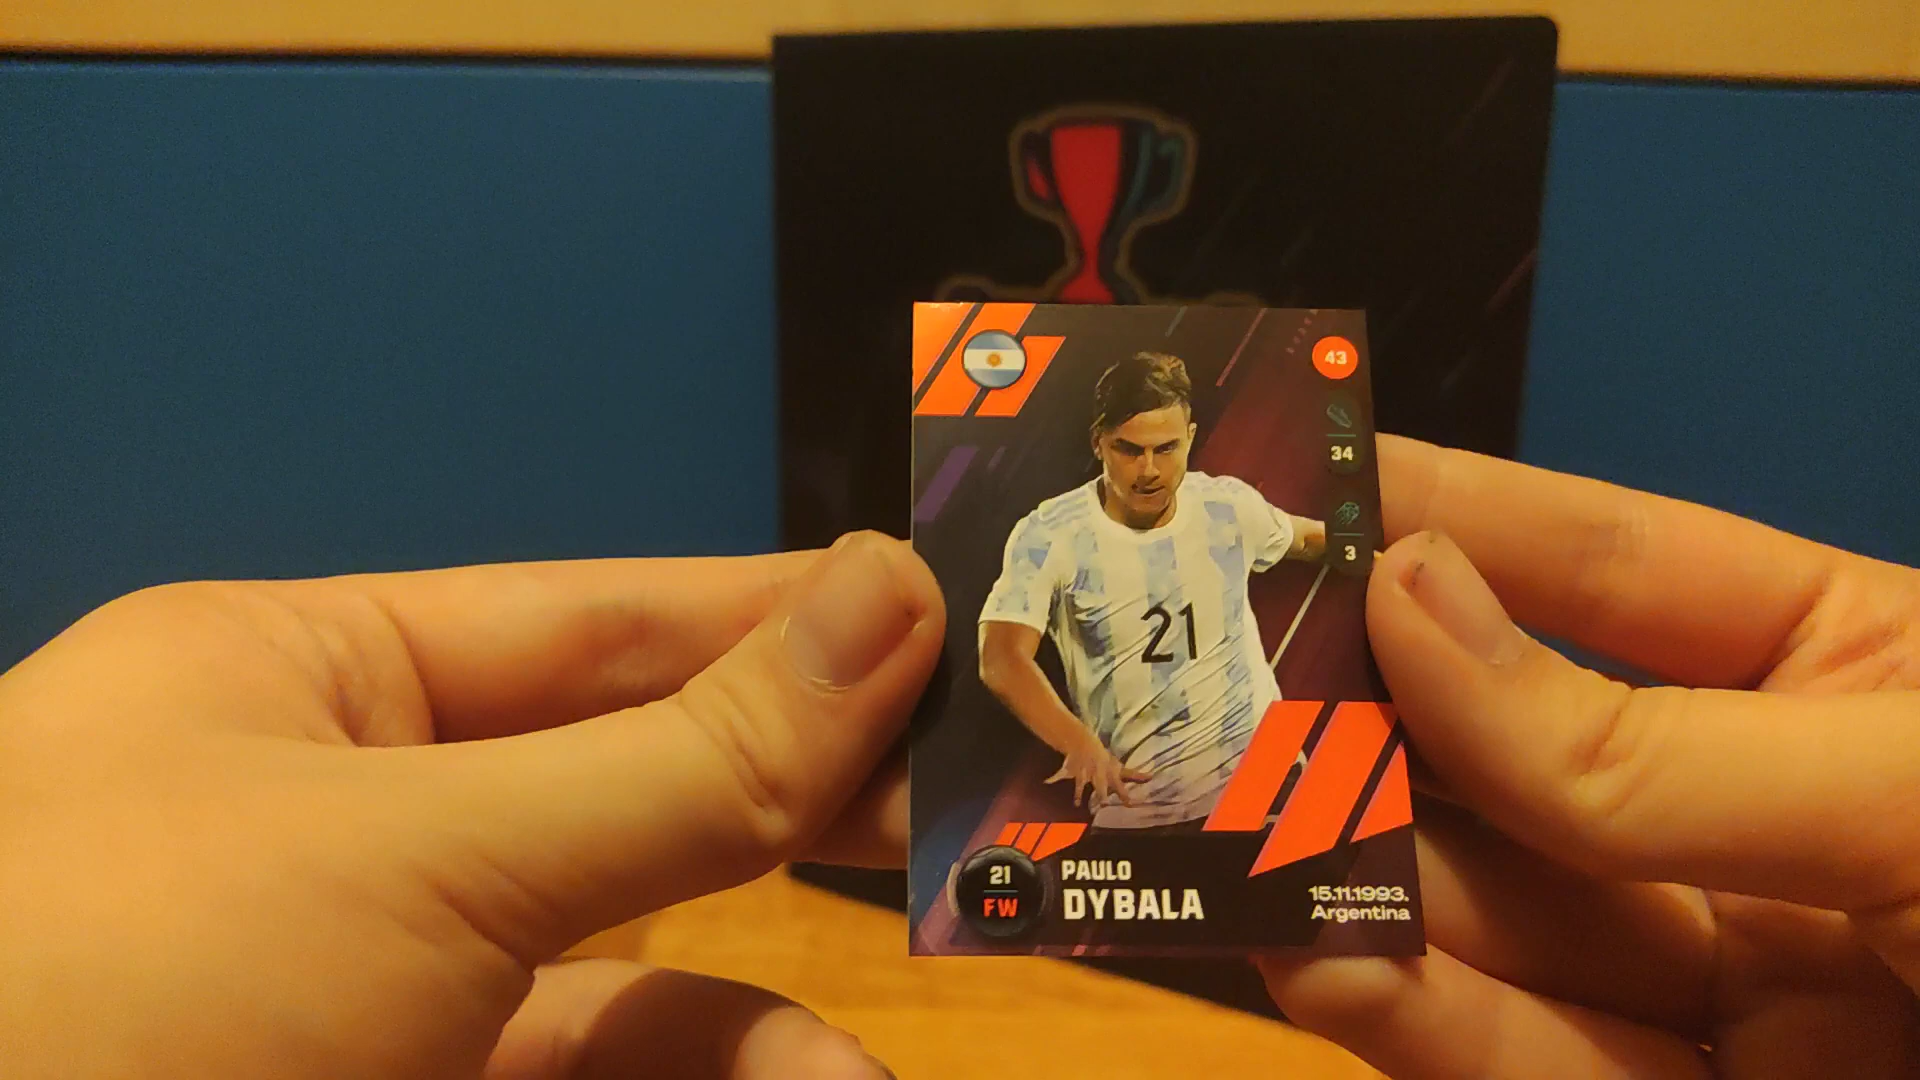 43
34
3
21
21
FW
PAULO
DYBALA
15.11.1993.
Argentina